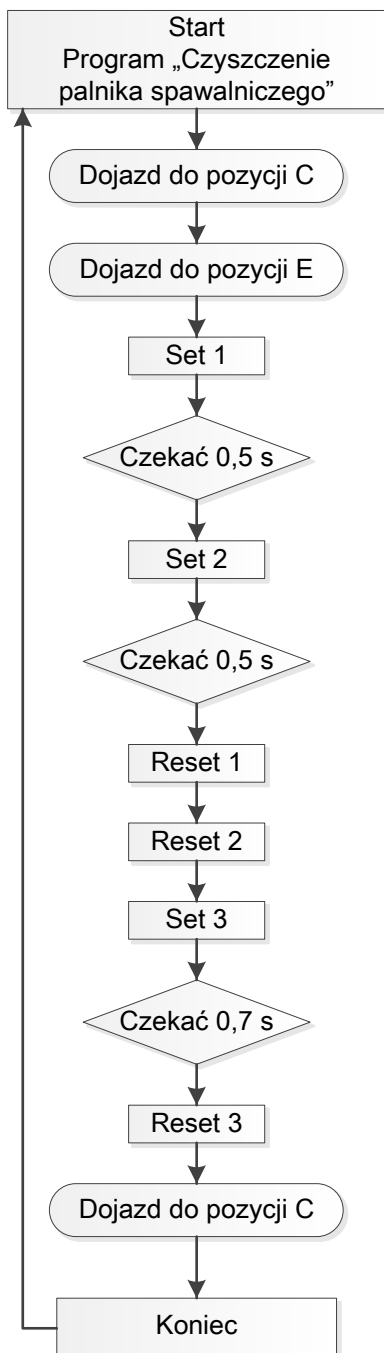 Start
Program „Czyszczenie
palnika spawalniczego”
Dojazd do pozycji C
Dojazd do pozycji E
Set 1
Czekać 0,5 s
Set 2
Czekać 0,5 s
Reset 1
Reset 2
Set 3
Czekać 0,7 s
Reset 3
Dojazd do pozycji C
Koniec